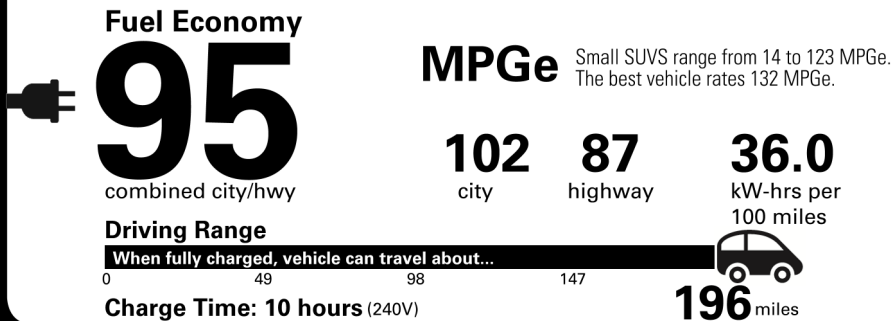 Fuel Economy
95
combined city/hwy
MPGe
Small SUVS range from 14 to 123 MPGe.
The best vehicle rates 132 MPGe.
102
city
87
highway
36.0
kW-hrs per
100 miles
Driving Range
When fully charged, vehicle can travel about...
0 49 98 147
196 miles
Charge Time: 10 hours (240V)